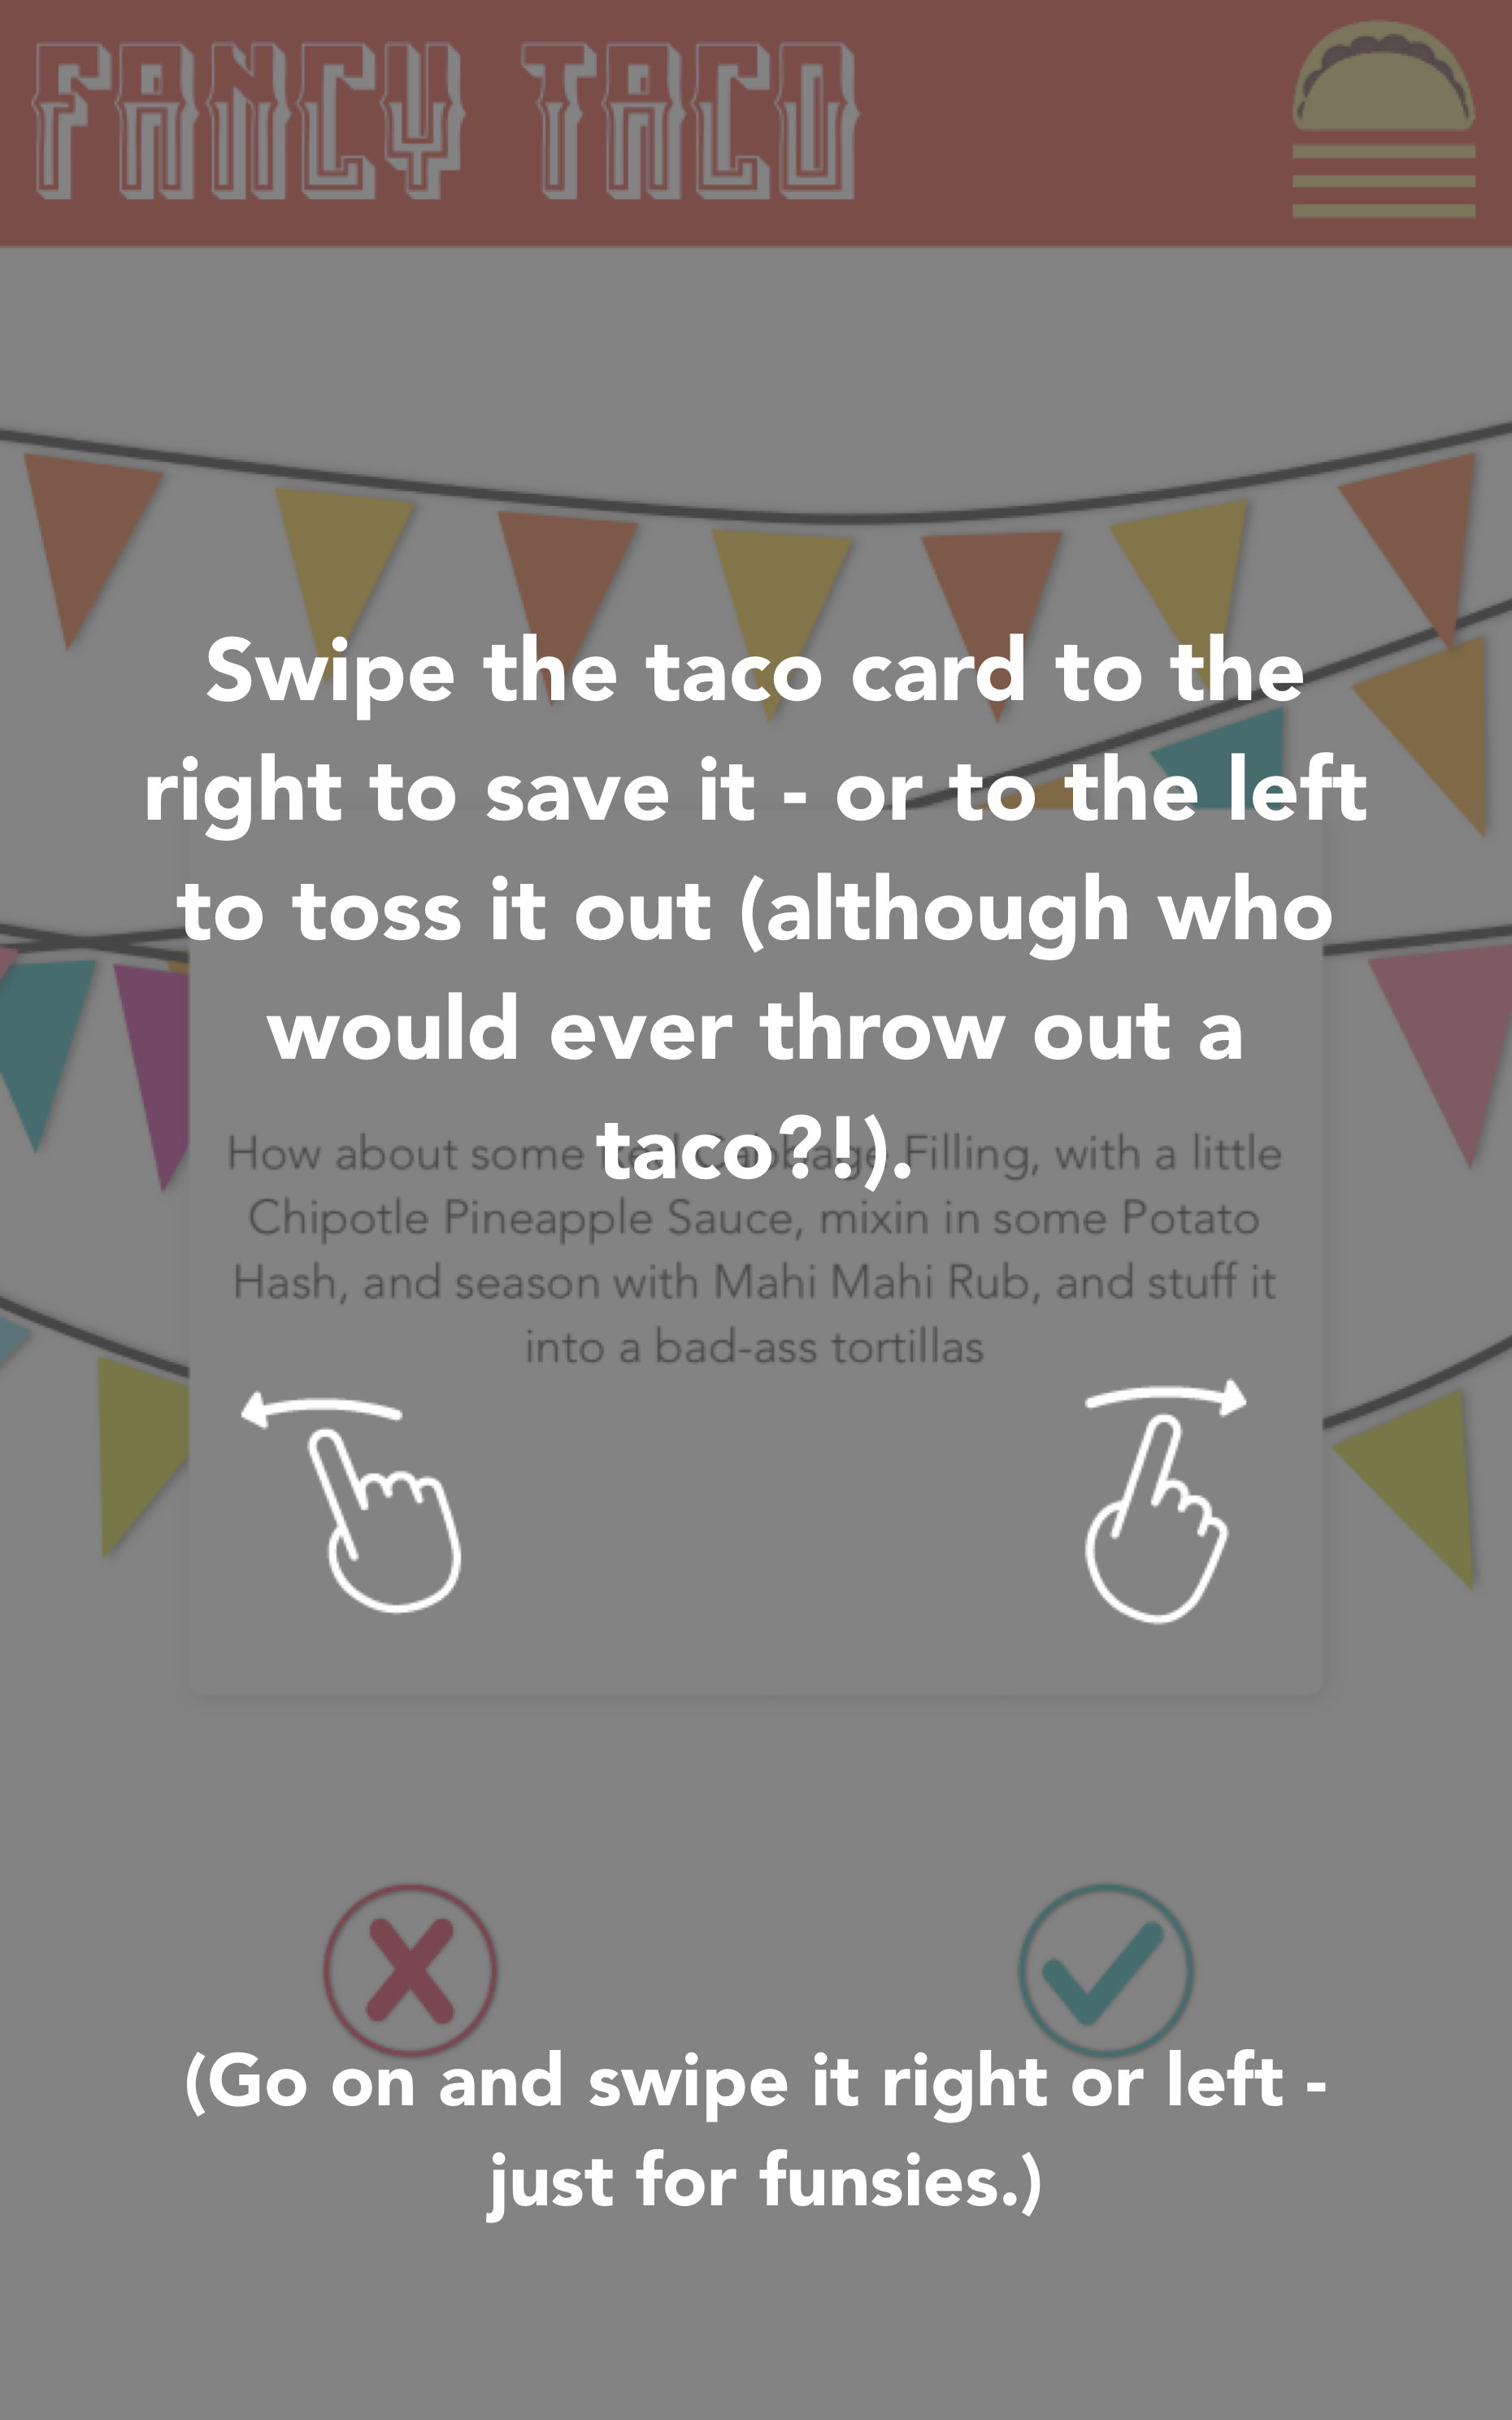 FANCY TACO
Swipe the taco card to the
right to save it - or to the left
to toss it out (although who
would ever throw out a
taco?!).
How about some Red Cabbage Filling, with a little
Chipotle Pineapple Sauce, mixin in some Potato
Hash, and season with Mahi Mahi Rub, and stuff it
into a bad-ass tortillas
(Go on and swipe it right or left -
just for funsies.)